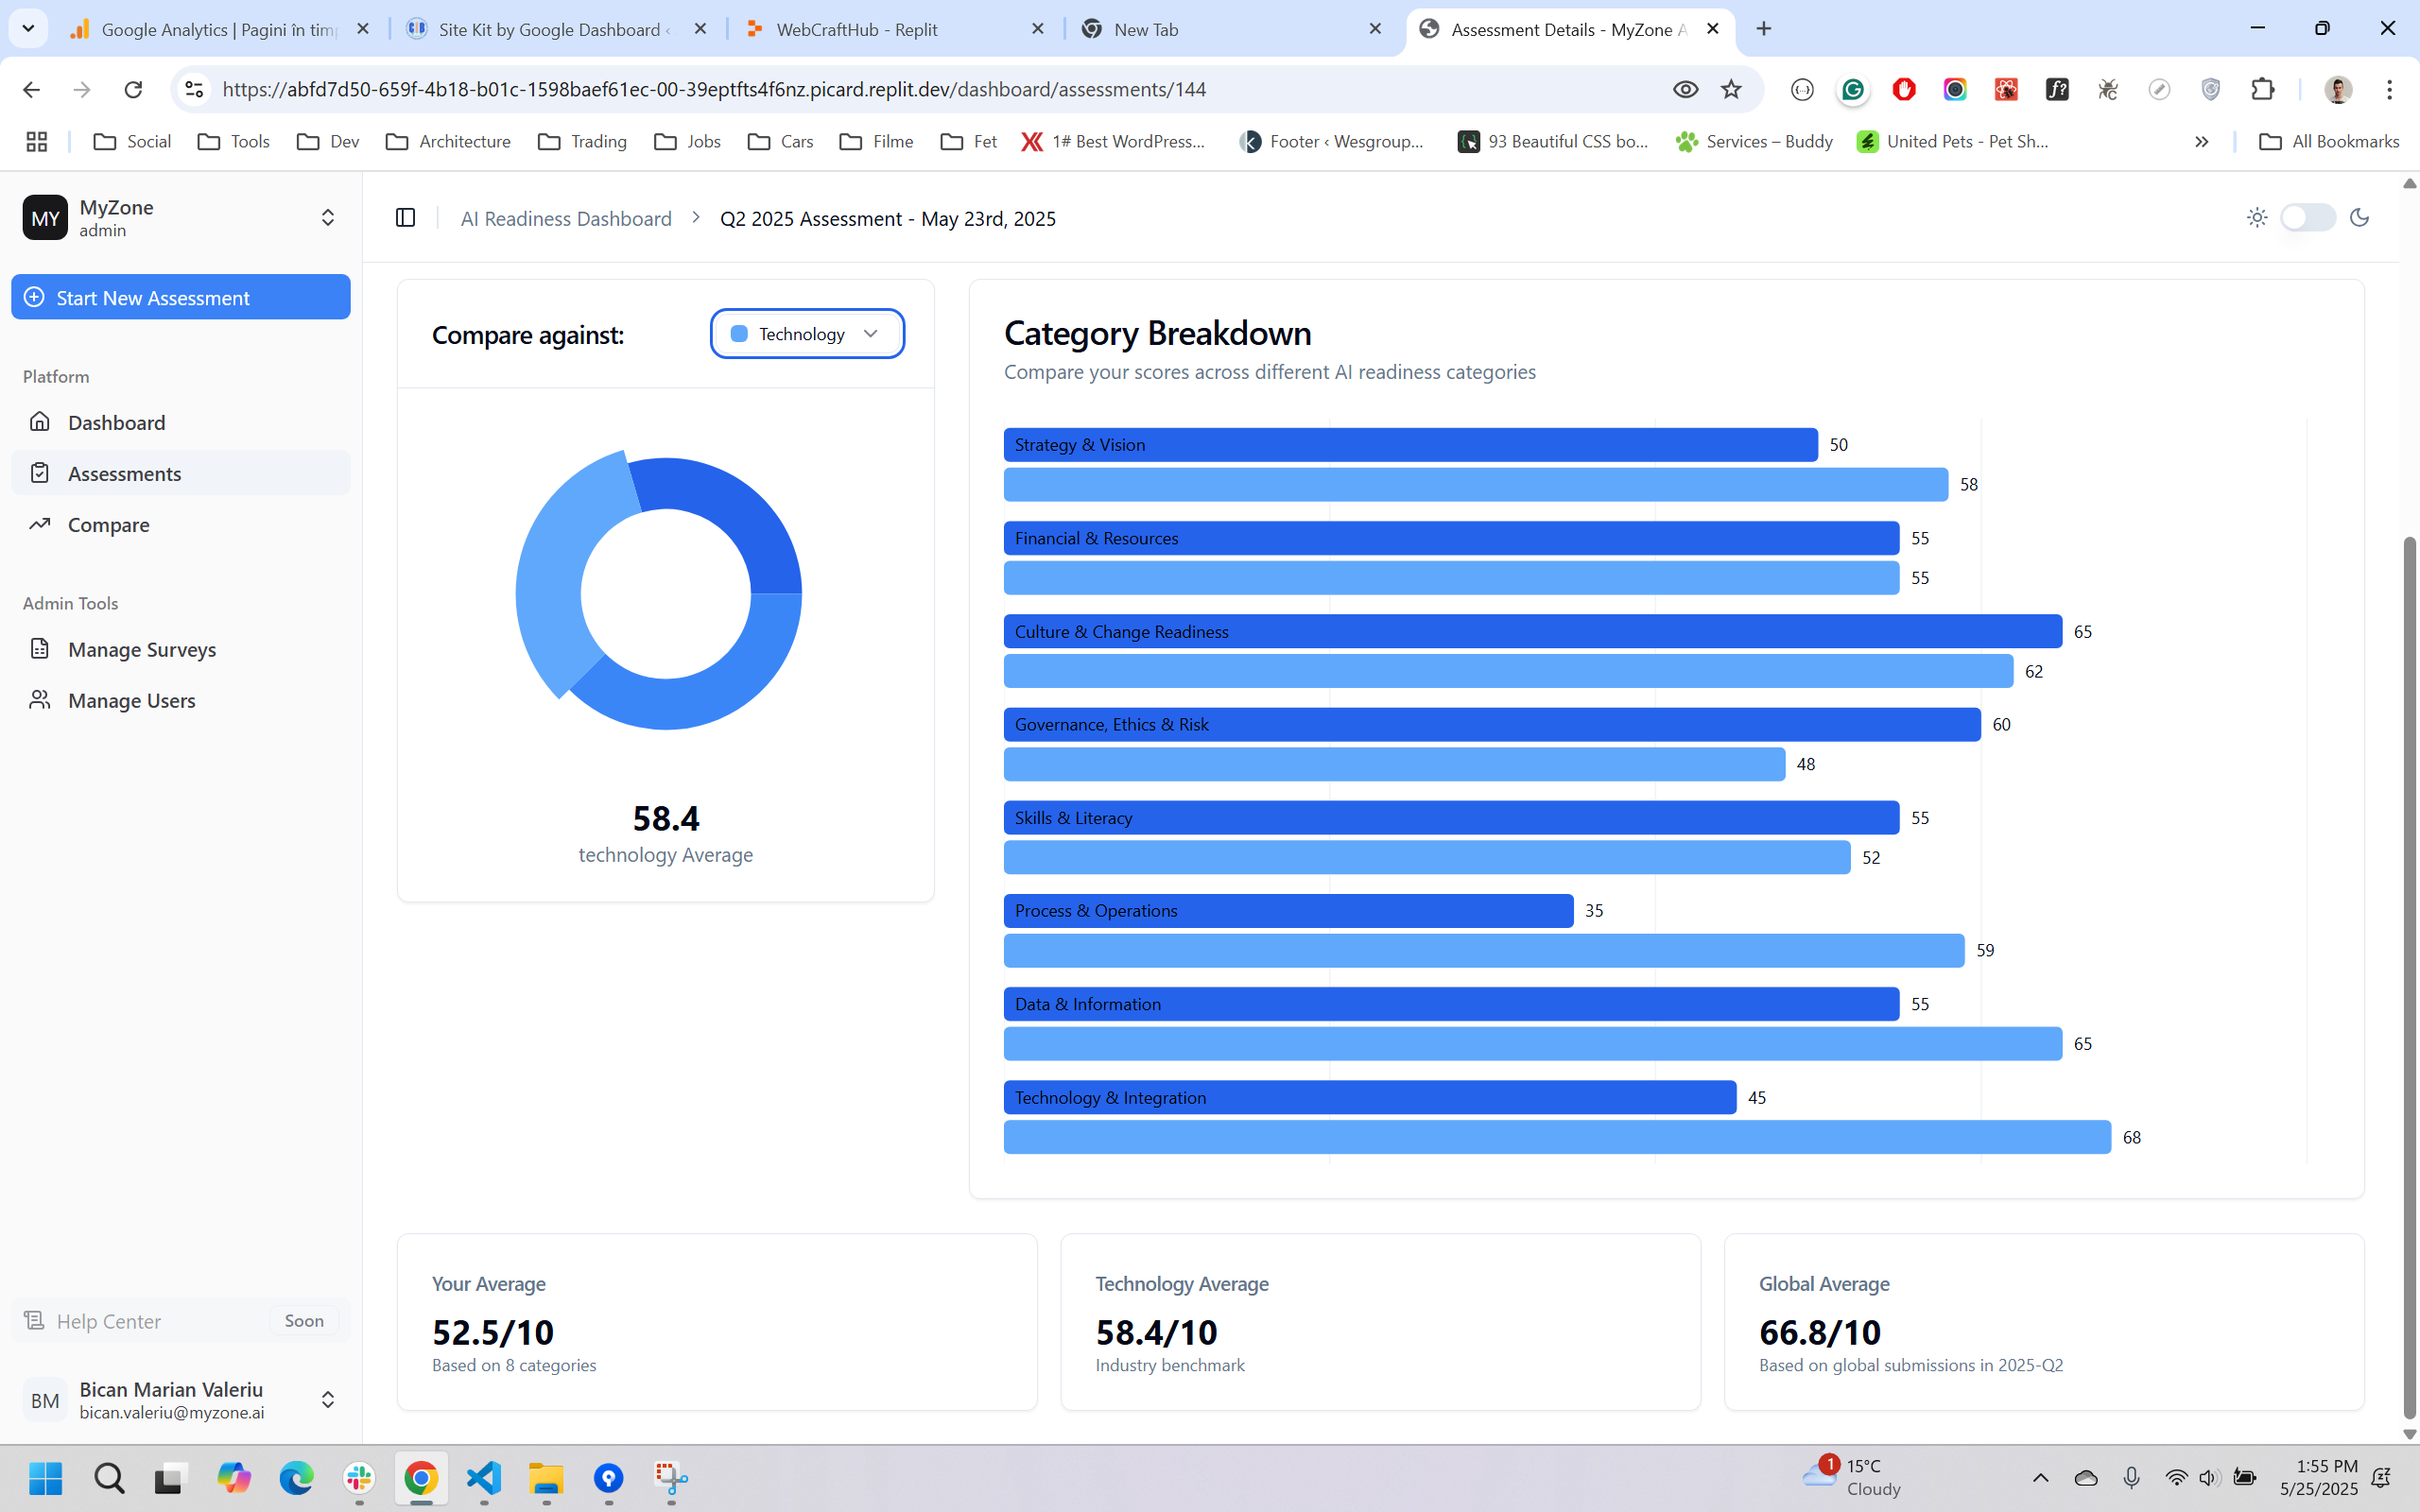 Google Analytics | Pagini în timp
Site Kit by Google Dashboard ‹
WebCraftHub - Replit
New Tab
Assessment Details - MyZone A
https://abfd7d50-659f-4b18-b01c-1598baef61ec-00-39eptfts4f6nz.picard.replit.dev/dashboard/assessments/144
Social
Tools
Dev
Architecture
Trading
Jobs
Cars
Filme
Fet
1# Best WordPress...
Footer ‹ Wesgroup...
93 Beautiful CSS bo...
Services – Buddy
United Pets - Pet Sh...
All Bookmarks
MY
MyZone
admin
AI Readiness Dashboard
Q2 2025 Assessment - May 23rd, 2025
Start New Assessment
Platform
Dashboard
Assessments
Compare
Admin Tools
Manage Surveys
Manage Users
Help Center
Soon
BM
Bican Marian Valeriu
bican.valeriu@myzone.ai
Compare against:
Technology
58.4
technology Average
Category Breakdown
Compare your scores across different AI readiness categories
Strategy & Vision
50
58
Financial & Resources
55
55
Culture & Change Readiness
65
62
Governance, Ethics & Risk
60
48
Skills & Literacy
55
52
Process & Operations
35
59
Data & Information
55
65
Technology & Integration
45
68
Your Average
52.5/10
Based on 8 categories
Technology Average
58.4/10
Industry benchmark
Global Average
66.8/10
Based on global submissions in 2025-Q2
1
15°C
Cloudy
1:55 PM
5/25/2025